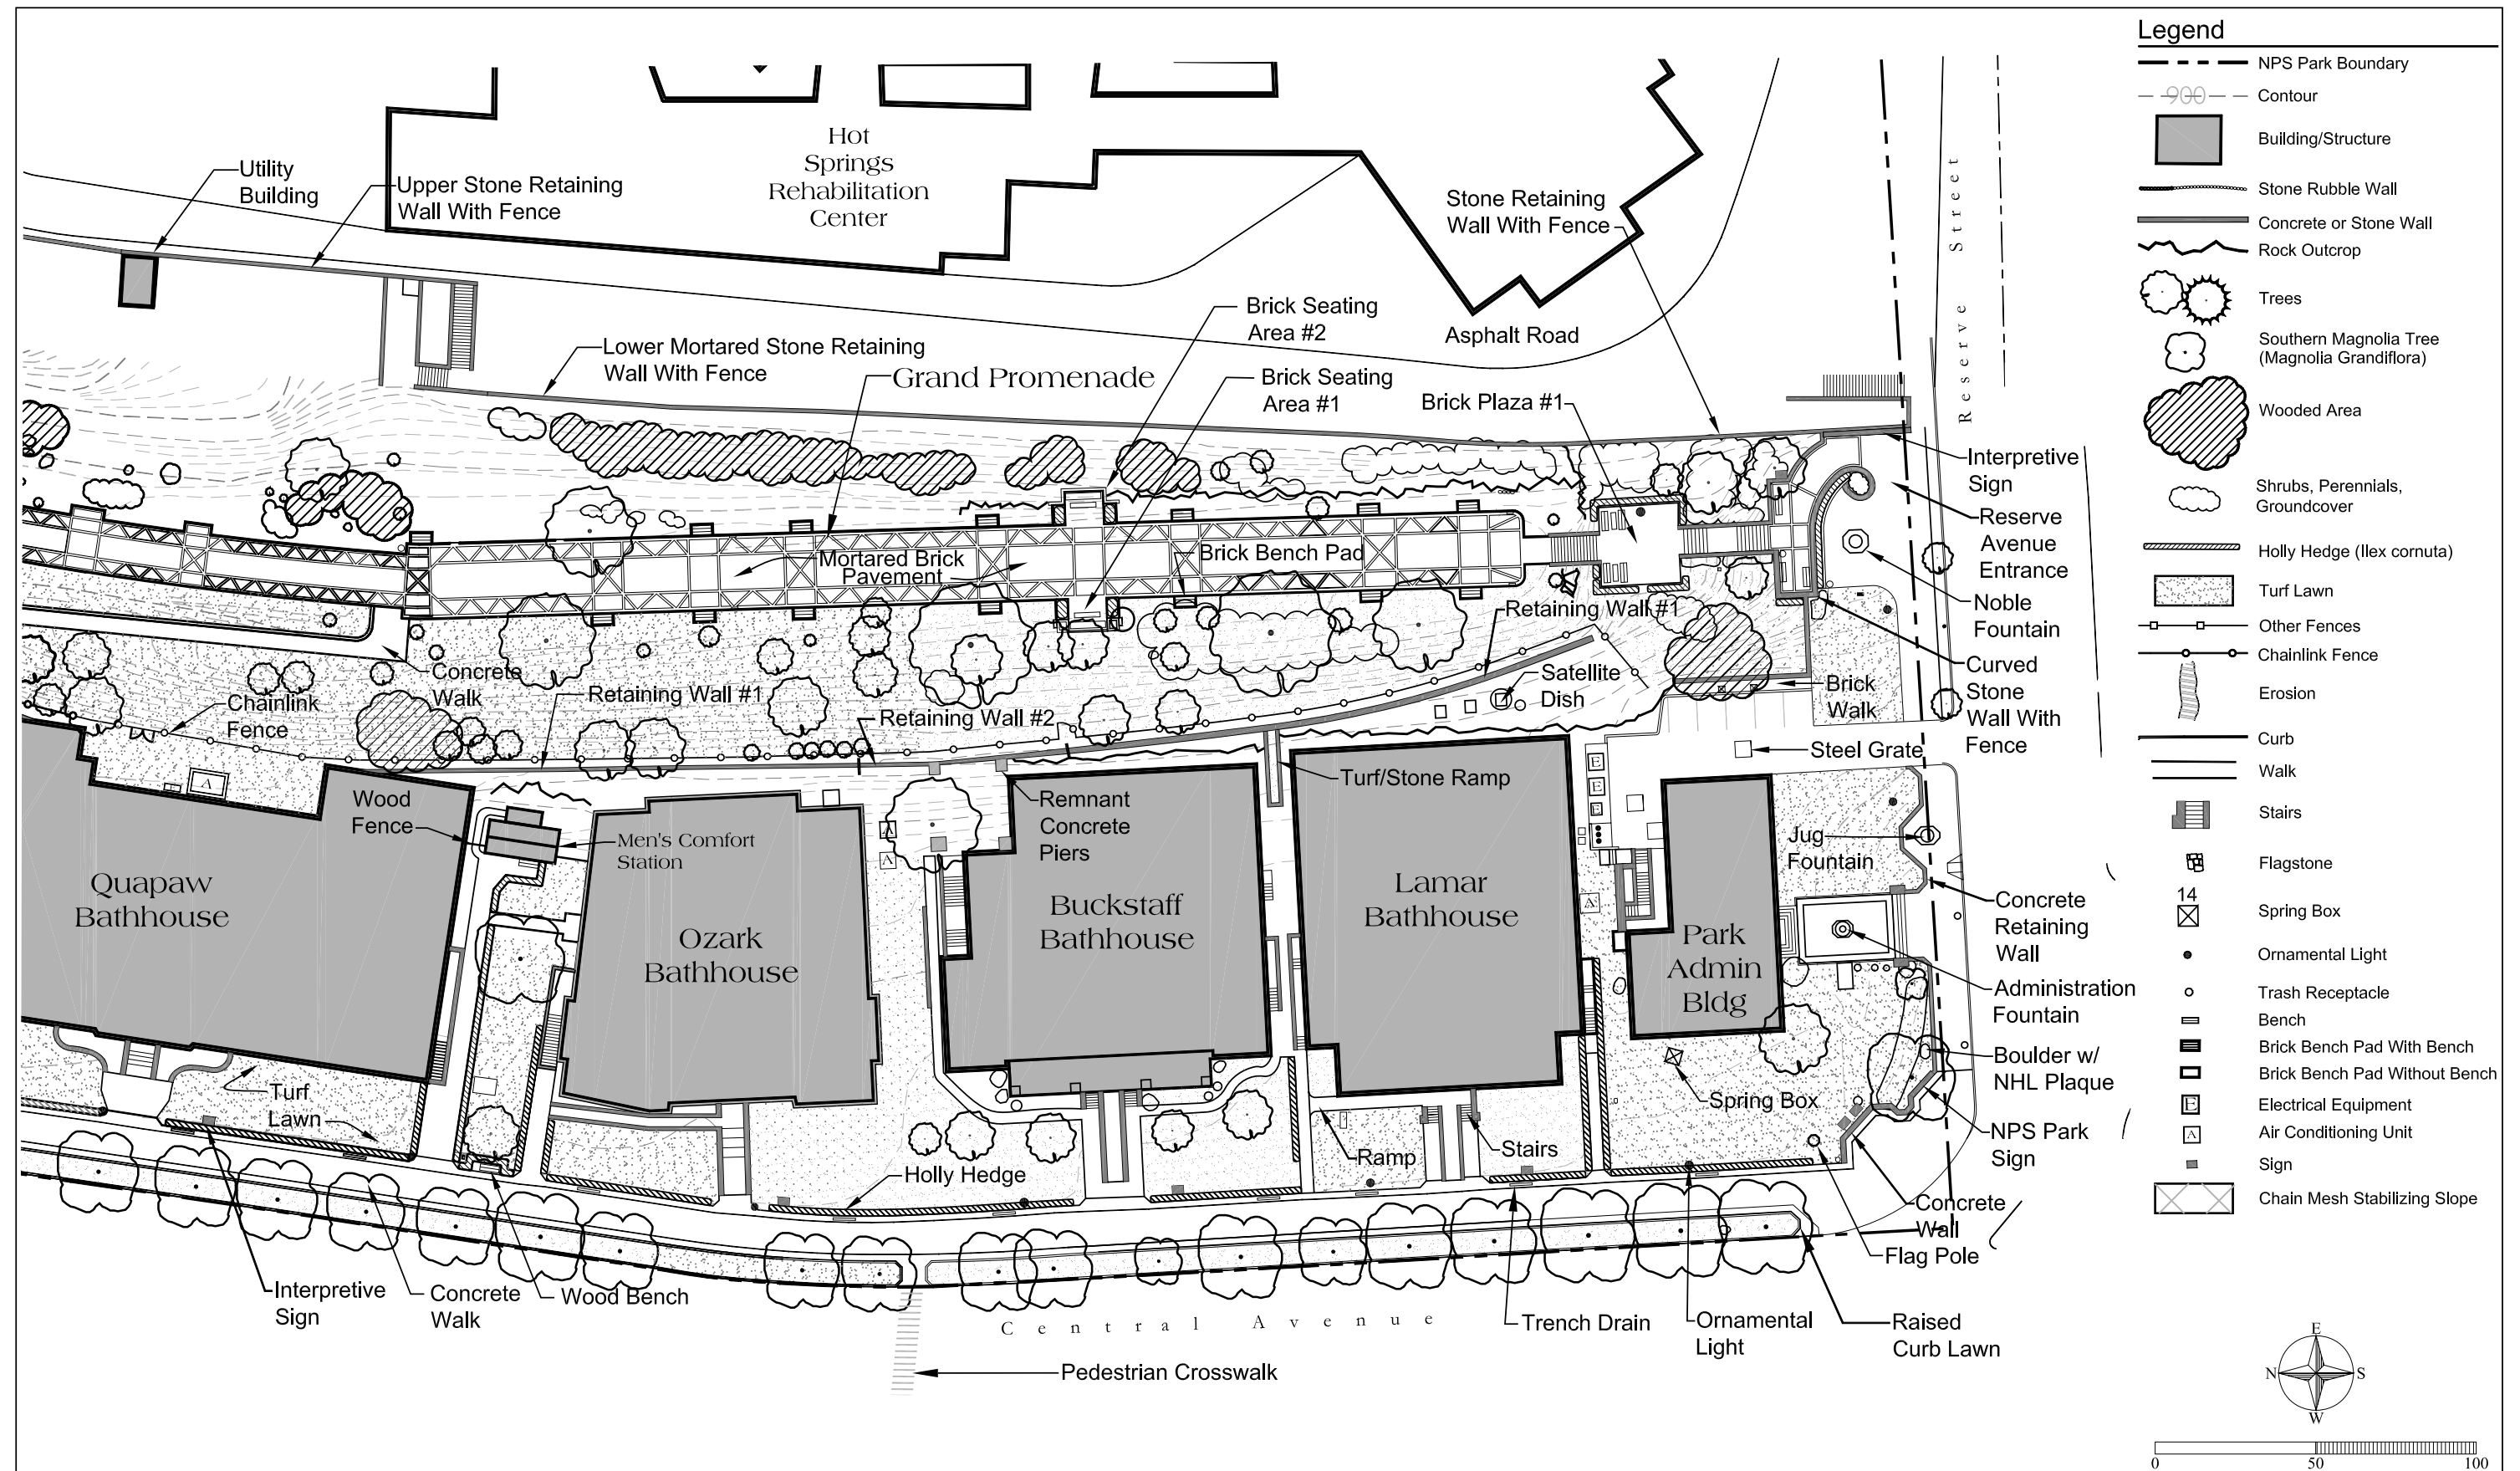 Hot
Springs
Rehabilitation
Center
Utility
Building
Upper Stone Retaining
Wall With Fence
Stone Retaining
Wall With Fence
Reserve Street
Brick Seating
Area #2
Asphalt Road
Lower Mortared Stone Retaining
Wall With Fence
Grand Promenade
Brick Seating
Area #1
Brick Plaza #1
Interpretive
Sign
Reserve
Avenue
Entrance
Noble
Fountain
Curved
Stone
Wall With
Fence
Mortared Brick
Pavement
Brick Bench Pad
Retaining Wall #1
Satellite
Dish
Brick
Walk
Concrete
Walk
Chainlink
Fence
Retaining Wall #1
Retaining Wall #2
Steel Grate
Turf/Stone Ramp
A
Wood
Fence
Men's Comfort
Station
Remnant
Concrete
Piers
E
E
E
A
A
A
Jug
Fountain
Quapaw
Bathhouse
Ozark
Bathhouse
Buckstaff
Bathhouse
Lamar
Bathhouse
Park
Admin
Bldg
Concrete
Retaining
Wall
Administration
Fountain
Boulder w/
NHL Plaque
NPS Park
Sign
Turf
Lawn
Spring Box
Stairs
Ramp
Holly Hedge
Concrete
Wall
Flag Pole
Interpretive
Sign
Concrete
Walk
Wood Bench
Central Avenue
Trench Drain
Ornamental
Light
Raised
Curb Lawn
Pedestrian Crosswalk
Legend
NPS Park Boundary
900
Contour
Building/Structure
Stone Rubble Wall
Concrete or Stone Wall
Rock Outcrop
Trees
Southern Magnolia Tree
(Magnolia Grandiflora)
Wooded Area
Shrubs, Perennials,
Groundcover
Holly Hedge (Ilex cornuta)
Turf Lawn
Other Fences
Chainlink Fence
Erosion
Curb
Walk
Stairs
Flagstone
14
Spring Box
Ornamental Light
Trash Receptacle
Bench
Brick Bench Pad With Bench
Brick Bench Pad Without Bench
E
Electrical Equipment
A
Air Conditioning Unit
Sign
Chain Mesh Stabilizing Slope
E
N S
W
0 50 100